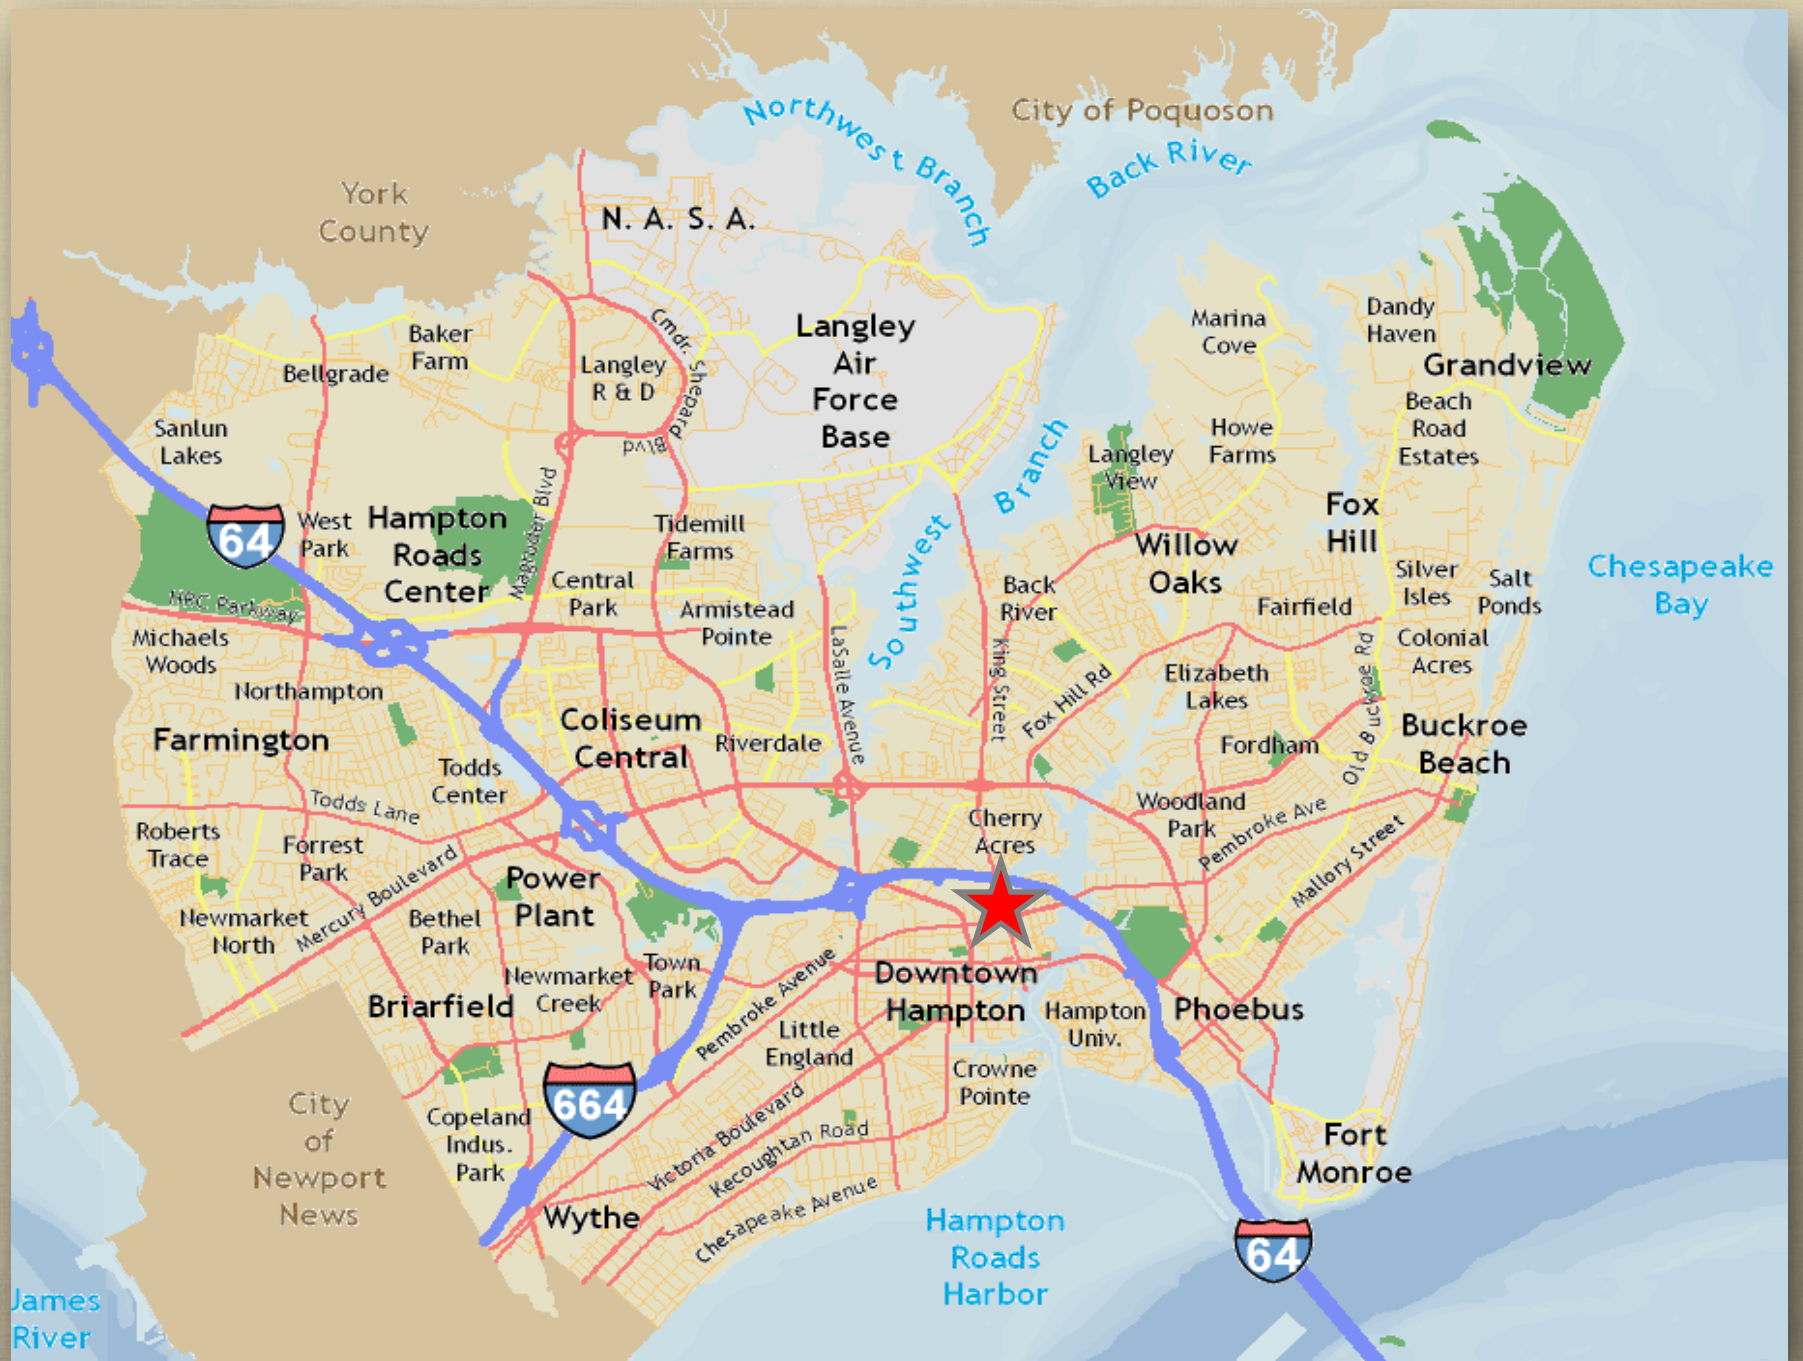 City of Poquoson
Northwest Branch
Back River
York
County
N. A. S. A.
Langley
Air
Force
Base
Cmdr. Shepard
Blvd
Marina
Cove
Dandy
Haven
Grandview
Baker
Farm
Bellgrade
Langley
R & D
Beach
Road
Estates
Sanlun
Lakes
Howe
Farms
Langley
View
Southwest
Branch
64
West
Park
Hampton
Roads
Center
Magruder Blvd
Tidemill
Farms
Fox
Hill
Willow
Oaks
Chesapeake
Bay
Silver
Isles
Salt
Ponds
Central
Park
Back
River
Fairfield
HRC Parkway
Armistead
Pointe
Michaels
Woods
Colonial
Acres
LaSalle Avenue
King Street
Fox Hill Rd
Elizabeth
Lakes
Old Buckroe Rd
Northampton
Farmington
Coliseum
Central
Riverdale
Fordham
Buckroe
Beach
Todds
Center
Todds Lane
Woodland
Park
Pembroke Ave
Cherry
Acres
Roberts
Trace
Forrest
Park
Mallory Street
Mercury Boulevard
Power
Plant
Newmarket
North
Bethel
Park
Newmarket
Creek
Town
Park
Pembroke Avenue
Downtown
Hampton
Briarfield
Hampton
Univ.
Phoebus
Little
England
Crowne
Pointe
664
City
of
Newport
News
Copeland
Indus.
Park
Victoria Boulevard
Kecoughtan Road
Chesapeake Avenue
Fort
Monroe
Wythe
Hampton
Roads
Harbor
64
James
River